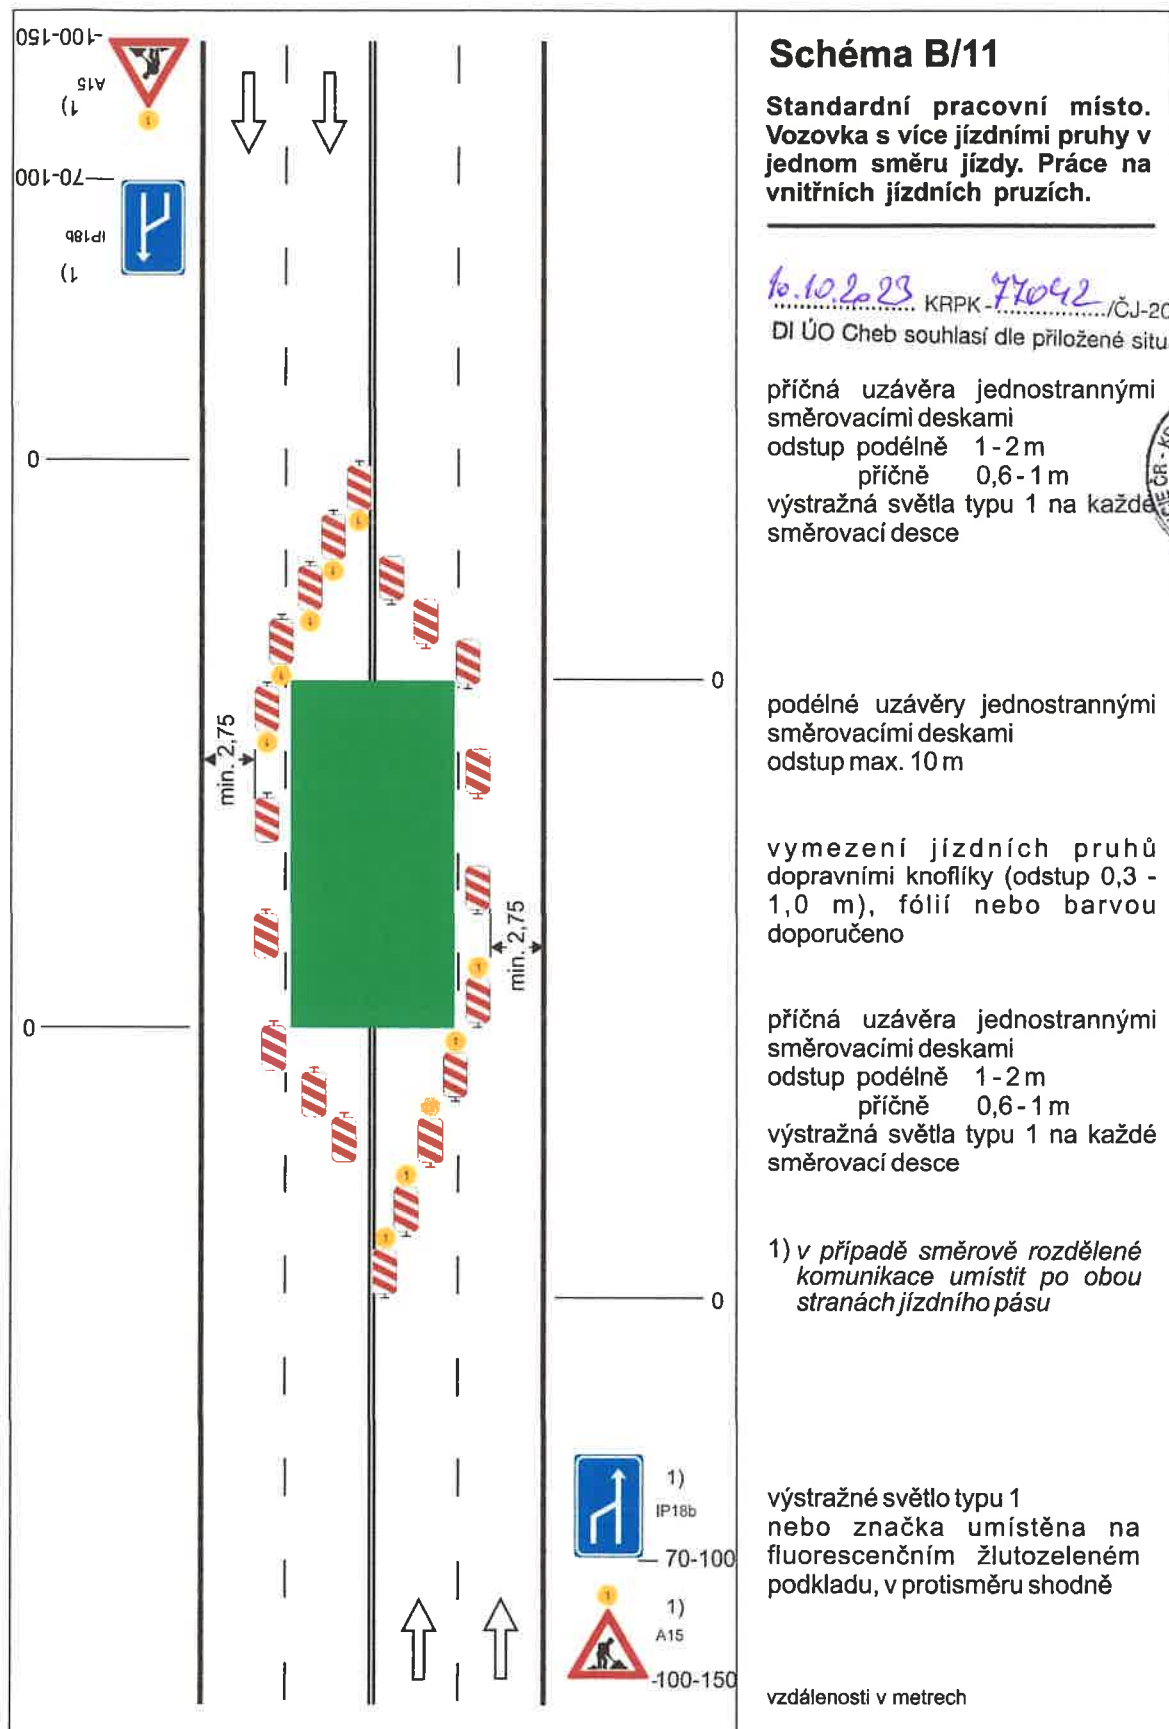 -100-150
A15
1)
70-100
IP18b
1)
0
min. 2,75
0
0
min. 2,75
0
1)
IP18b
70-100
1)
A15
-100-150
Schéma B/11
Standardní pracovní místo.
Vozovka s více jízdními pruhy v
jednom směru jízdy. Práce na
vnitřních jízdních pruzích.
10.10.2023 KRPK-77042/ČJ-20
DI ÚO Cheb souhlasí dle přiložené situ
příčná uzávěra jednostrannými
směrovacími deskami
odstup podélně 1-2 m
příčně 0,6-1 m
výstražná světla typu 1 na každé
směrovací desce
podélné uzávěry jednostrannými
směrovacími deskami
odstup max. 10 m
vymezení jízdních pruhů
dopravními knoflíky (odstup 0,3 -
1,0 m), fólií nebo barvou
doporučeno
příčná uzávěra jednostrannými
směrovacími deskami
odstup podélně 1-2 m
příčně 0,6-1 m
výstražná světla typu 1 na každé
směrovací desce
1) v případě směrově rozdělené
komunikace umístit po obou
stranách jízdního pásu
výstražné světlo typu 1
nebo značka umístěna na
fluorescenčním žlutozeleném
podkladu, v protisměru shodně
vzdálenosti v metrech